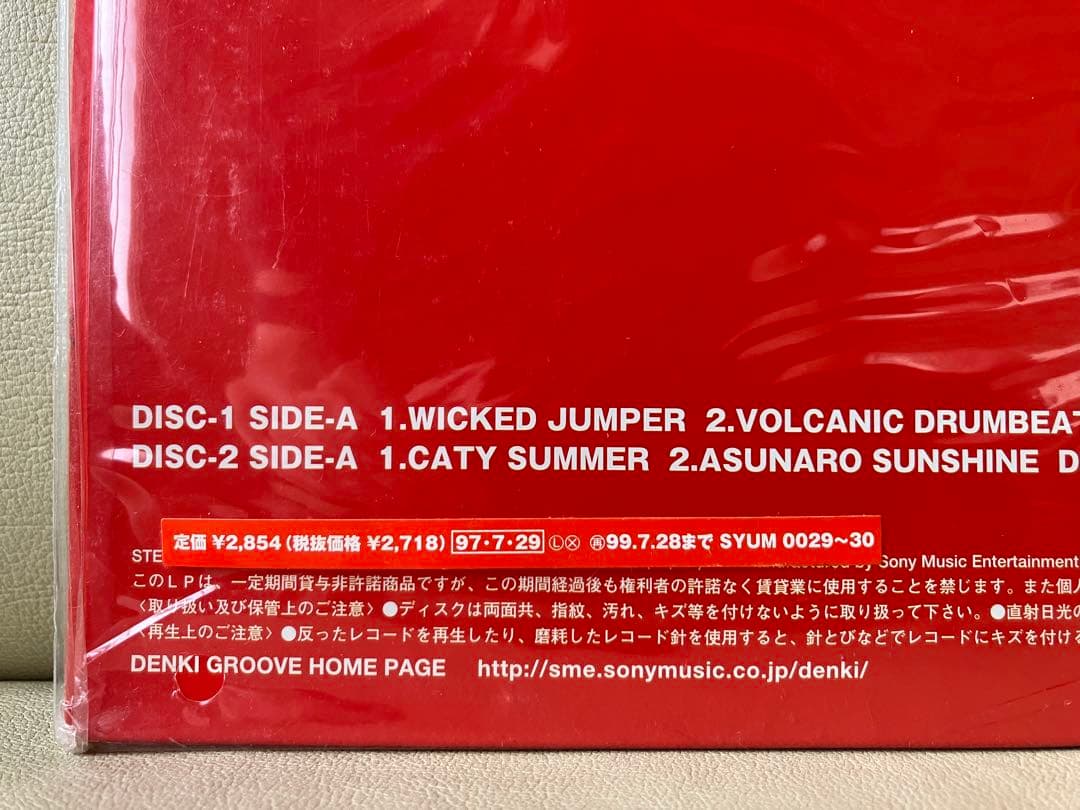 DISC-1 SIDE-A 1.WICKED JUMPER 2.VOLCANIC DRUMBEAT
DISC-2 SIDE-A 1.CATY SUMMER 2.ASUNARO SUNSHINE D
定価 ¥2,854(税抜価格 ¥2,718) 97・7・29 Ⓛ ⓧ 再 99.7.28まで SYUM 0029〜30
STE by Sony Music Entertainment
このLPは、一定期間貸与非許諾商品ですが、この期間経過後も権利者の許諾なく賃貸業に使用することを禁じます。また個人
〈取り扱い及び保管上のご注意〉●ディスクは両面共、指紋、汚れ、キズ等を付けないように取り扱って下さい。●直射日光の
〈再生上のご注意〉●反ったレコードを再生したり、磨耗したレコード針を使用すると、針とびなどでレコードにキズを付ける
DENKI GROOVE HOME PAGE http://sme.sonymusic.co.jp/denki/